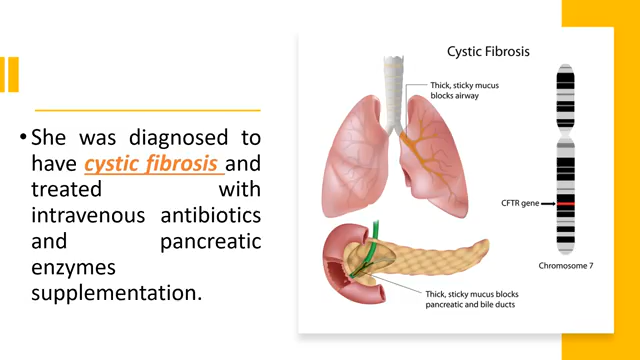 • She was diagnosed to
have cystic fibrosis and
treated with
intravenous antibiotics
and pancreatic
enzymes
supplementation.
Cystic Fibrosis
Thick, sticky mucus
blocks airway
CFTR gene
Chromosome 7
Thick, sticky mucus blocks
pancreatic and bile ducts